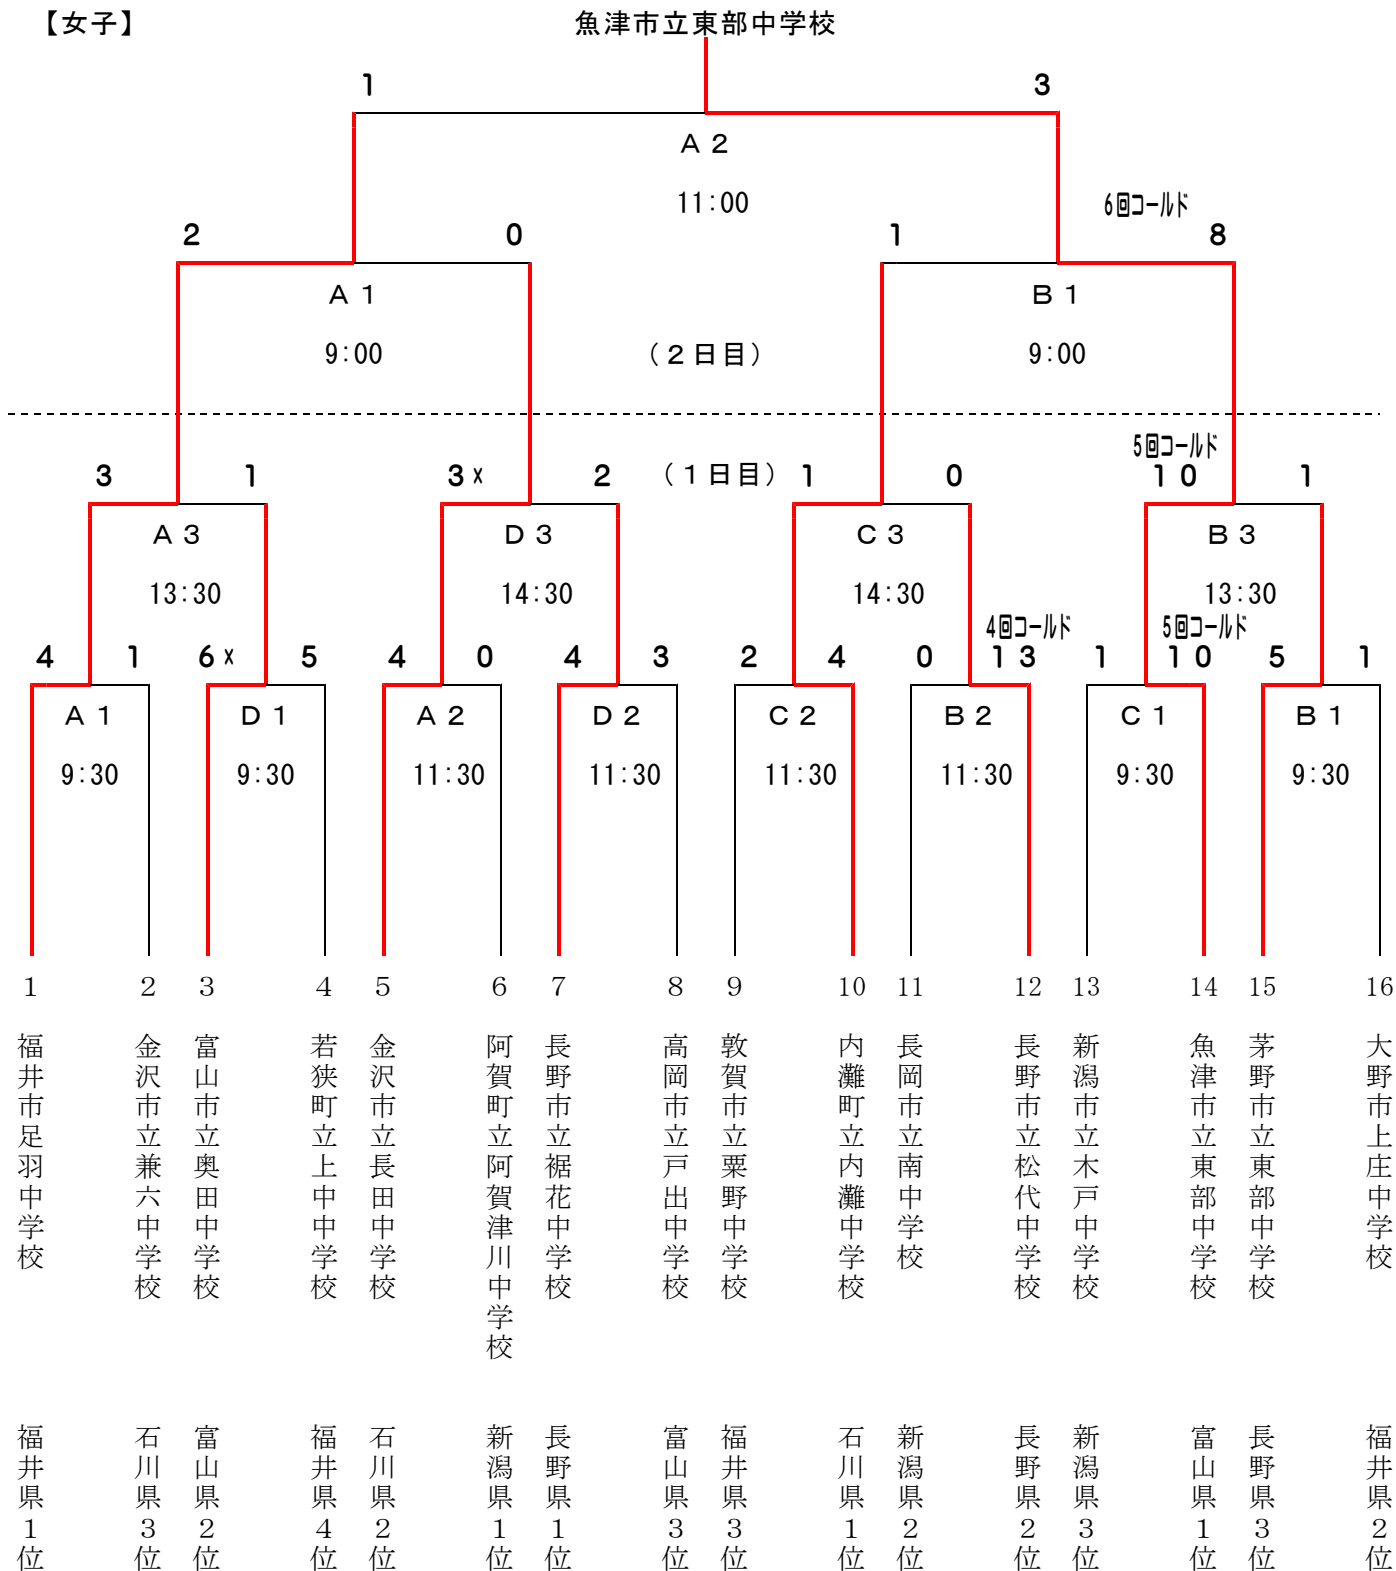 【女子】
魚津市立東部中学校
1 3
A 2
11:00
6回コールド
2 0 1 8
A 1 B 1
9:00 (２日目) 9:00
5回コールド
3 1 3× 2 (１日目) 1 0 10 1
A 3 D 3 C 3 B 3
13:30 14:30 14:30 13:30
4回コールド 5回コールド
4 1 6× 5 4 0 4 3 2 4 0 13 1 10 5 1
A 1 D 1 A 2 D 2 C 2 B 2 C 1 B 1
9:30 9:30 11:30 11:30 11:30 11:30 9:30 9:30
1 2 3 4 5 6 7 8 9 10 11 12 13 14 15 16
福井市足羽中学校
金沢市立兼六中学校
富山市立奥田中学校
若狭町立上中中学校
金沢市立長田中学校
阿賀町立阿賀津川中学校
長野市立裾花中学校
高岡市立戸出中学校
敦賀市立粟野中学校
内灘町立内灘中学校
長岡市立南中学校
長野市立松代中学校
新潟市立木戸中学校
魚津市立東部中学校
茅野市立東部中学校
大野市上庄中学校
福井県1位
石川県3位
富山県2位
福井県4位
石川県2位
新潟県1位
長野県1位
富山県3位
福井県3位
石川県1位
新潟県2位
長野県2位
新潟県3位
富山県1位
長野県3位
福井県2位